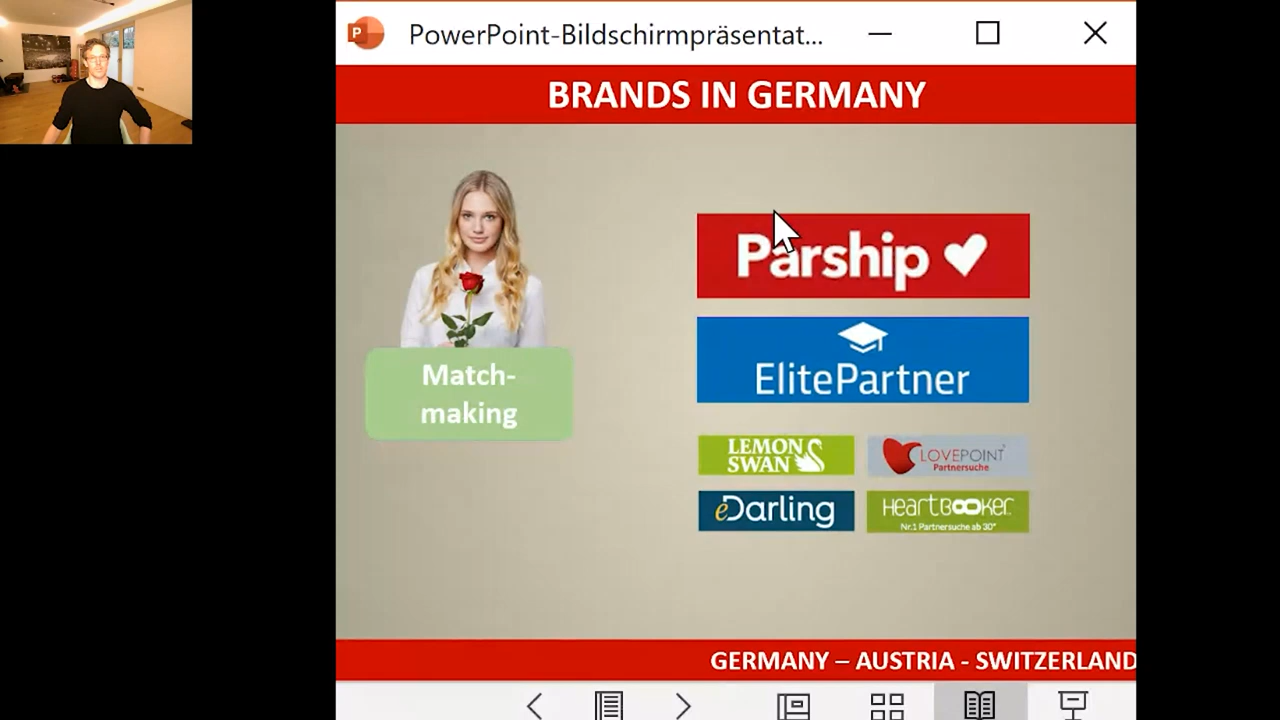 PowerPoint-Bildschirmpräsentat...
BRANDS IN GERMANY
Parship
ElitePartner
Match-
making
LEMON
SWAN
LOVEPOINT
Partnersuche
eDarling
HEARTBOOKER
Nr.1 Partnersuche ab 3D"
GERMANY – AUSTRIA - SWITZERLAND